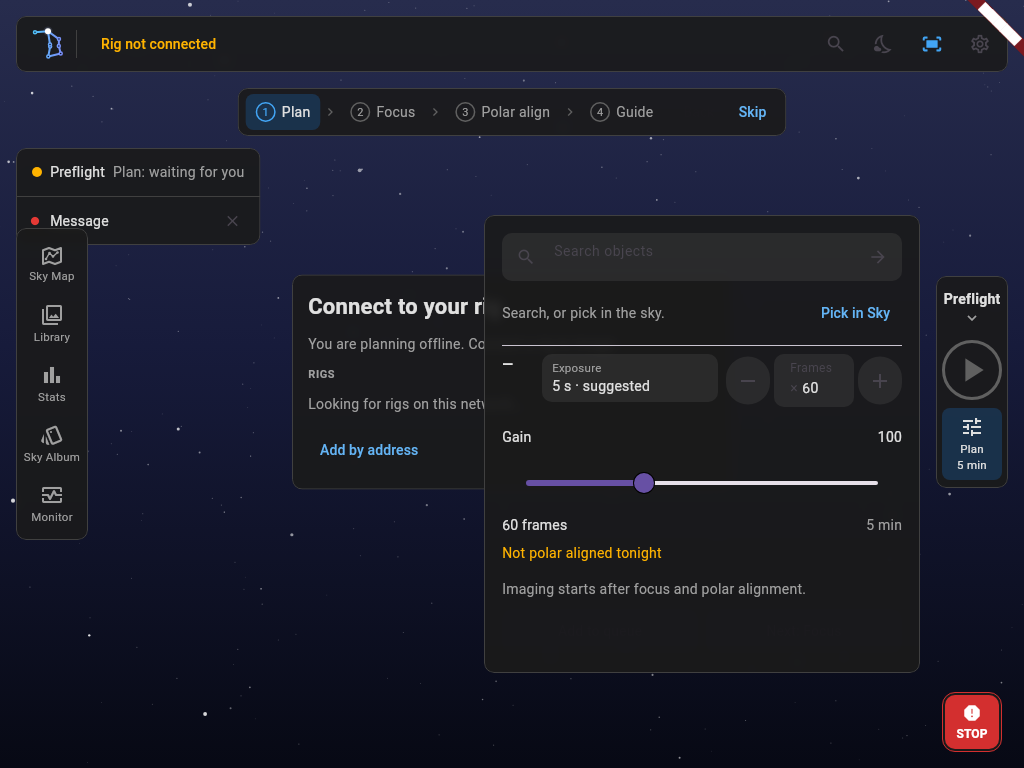 Rig not connected
1 Plan
2 Focus
3 Polar align
4 Guide
Skip
Preflight Plan: waiting for you
Message
Sky Map
Library
Stats
Sky Album
Monitor
Connect to your
You are planning offline.
RIGS
Looking for rigs on this
Add by address
Search objects
Search, or pick in the sky.
Pick in Sky
–
Exposure
5 s · suggested
Frames
× 60
Gain
100
60 frames
5 min
Not polar aligned tonight
Imaging starts after focus and polar alignment.
Preflight
Plan
5 min
STOP